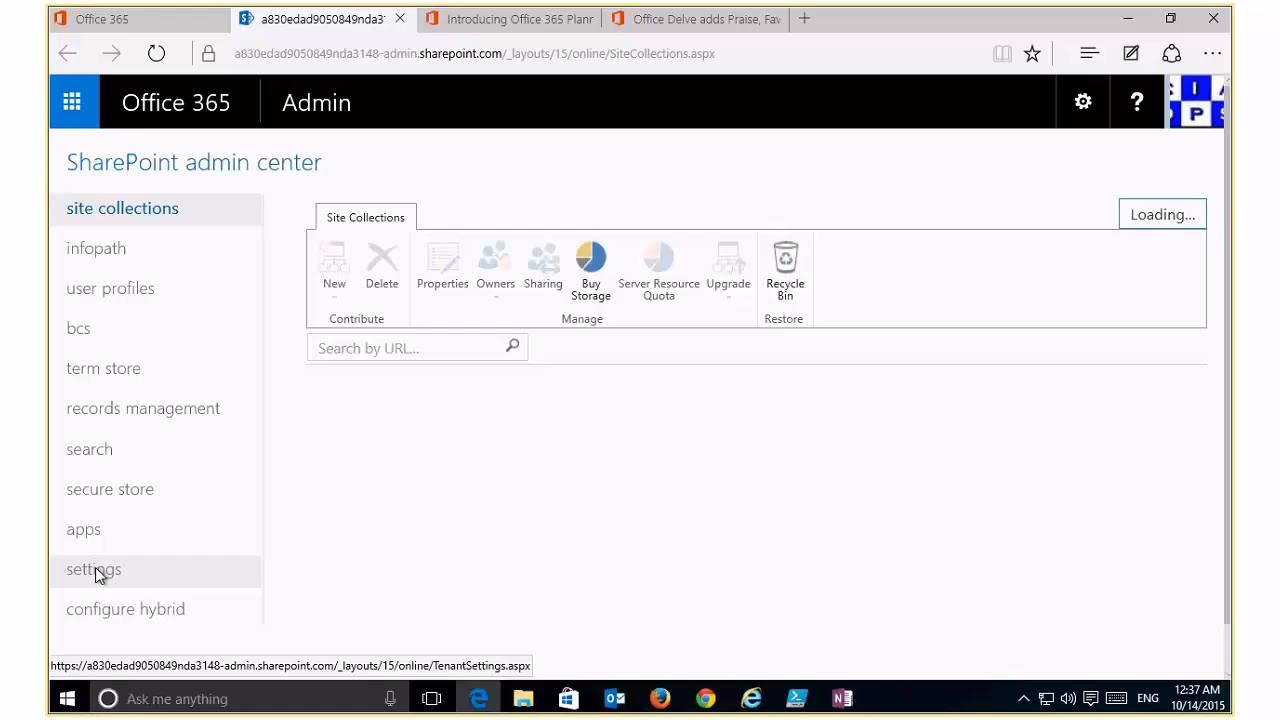 Office 365
a830edad9050849nda3
Introducing Office 365 Plann
Office Delve adds Praise, Fav
a830edad9050849nda3148-admin.sharepoint.com/_layouts/15/online/SiteCollections.aspx
Office 365
Admin
?
I A
P S
SharePoint admin center
site collections
infopath
user profiles
bcs
term store
records management
search
secure store
apps
settings
configure hybrid
Site Collections
Loading...
New
Delete
Properties
Owners
Sharing
Buy
Storage
Server Resource
Quota
Upgrade
Recycle
Bin
Contribute
Manage
Restore
Search by URL...
https://a830edad9050849nda3148-admin.sharepoint.com/_layouts/15/online/TenantSettings.aspx
Ask me anything
ENG
12:37 AM
10/14/2015